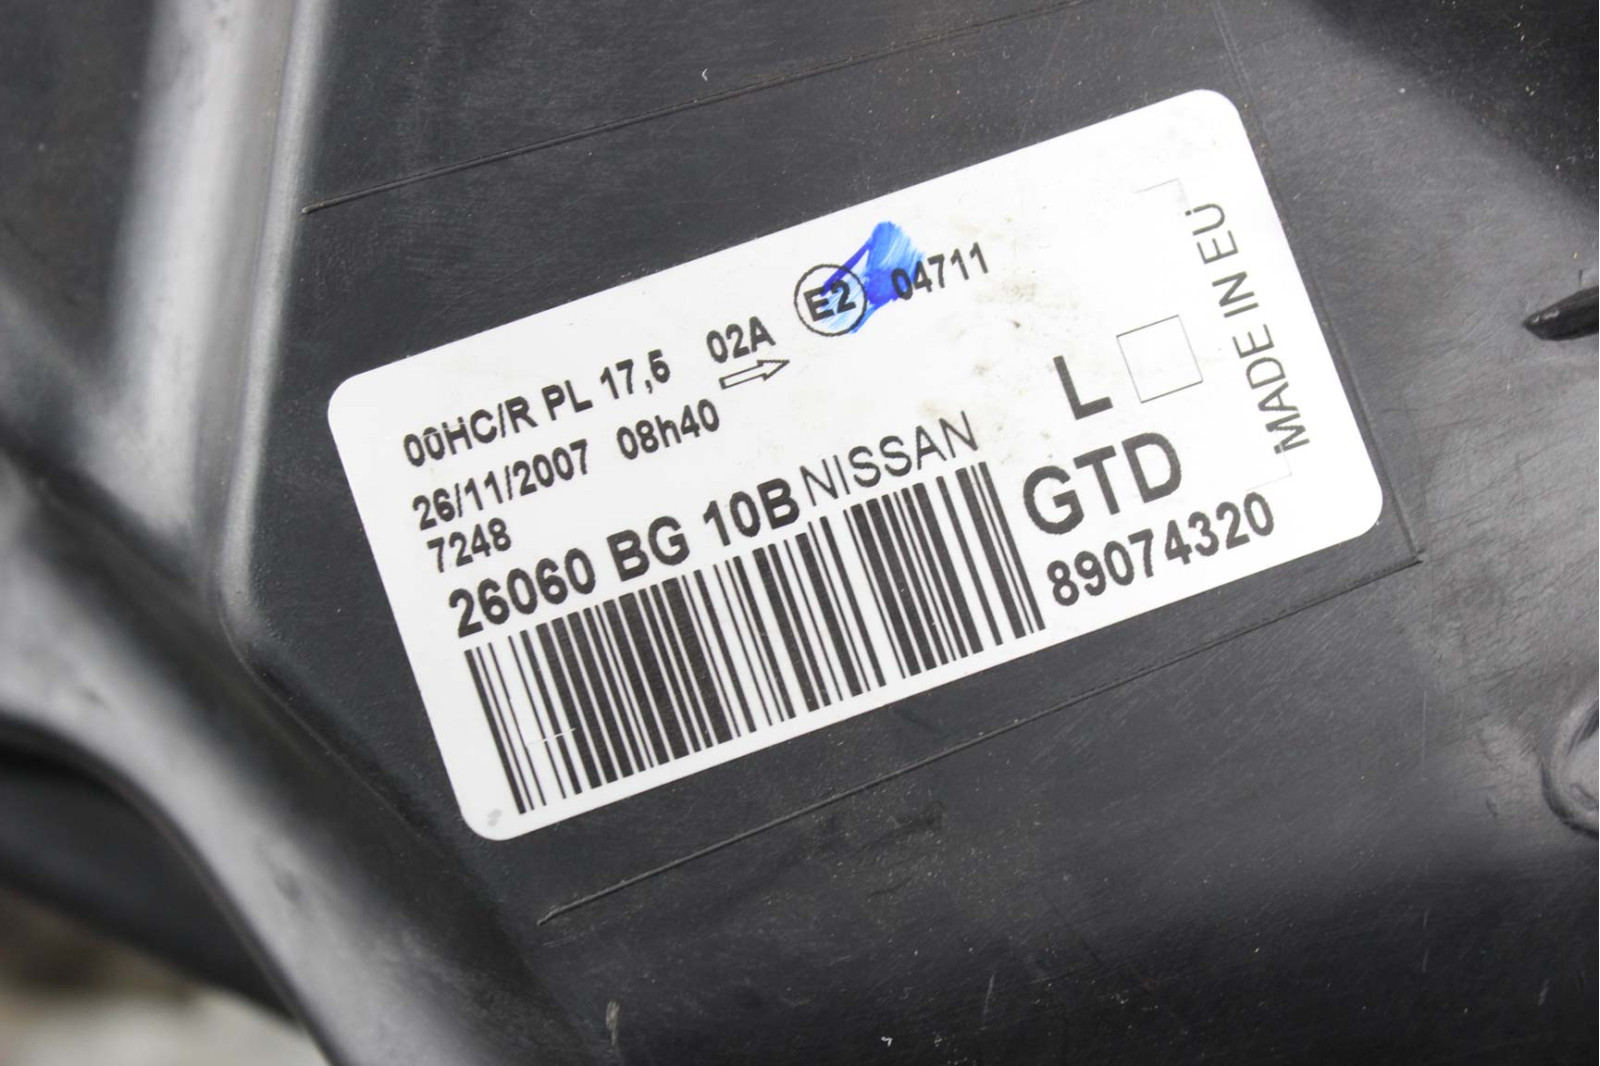 00HC/R PL 17,5 02A E2 04711
26/11/2007 08h40
7248
26060 BG 10B NISSAN
L
GTD
89074320
MADE IN EU